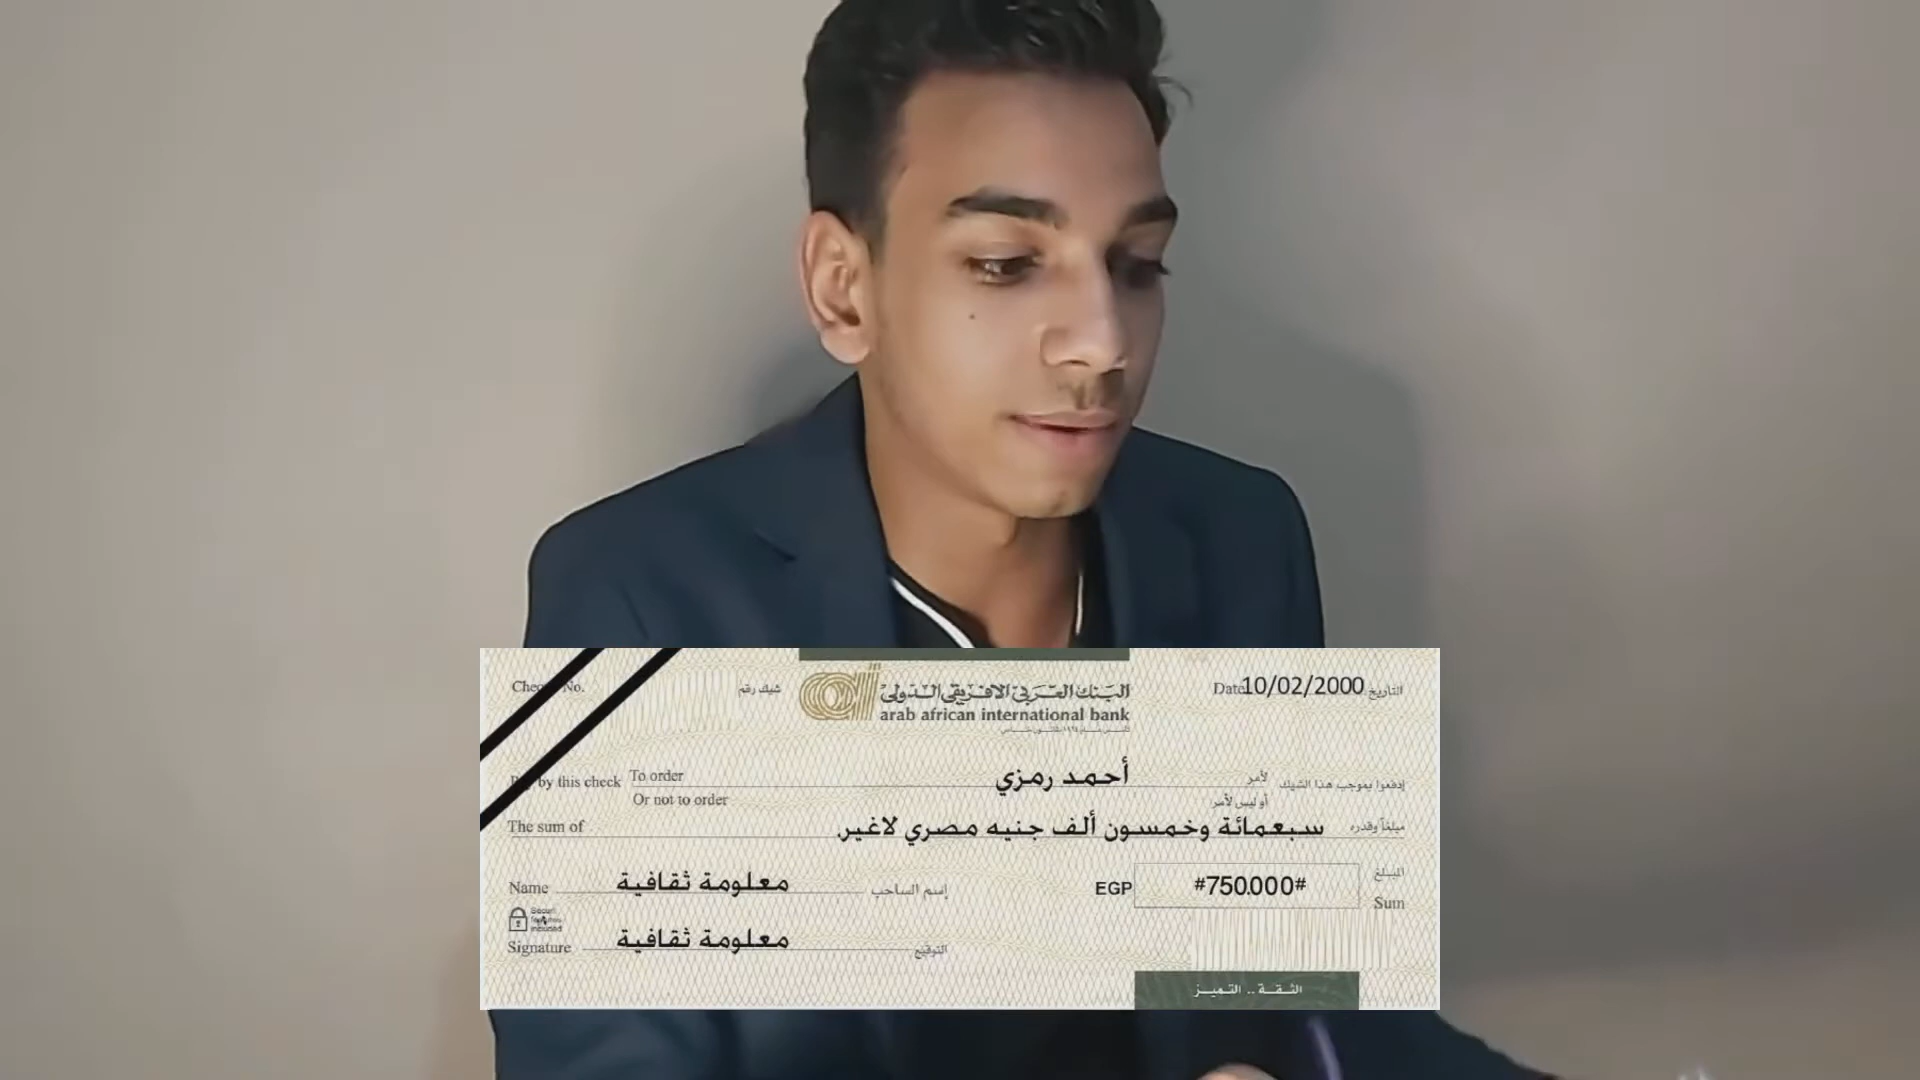 Check No.
شيك رقم
البنك العربي الافريقي الدولي
arab african international bank
Date 10/02/2000 التاريخ
Pay by this check To order أحمد رمزي لأمر إدفعوا بموجب هذا الشيك
Or not to order أو ليس لأمر
The sum of سبعمائة وخمسون ألف جنيه مصري لاغير. مبلغاً وقدره
Name معلومة ثقافية إسم الساحب
EGP #750.000# المبلغ
Sum
Signature معلومة ثقافية التوقيع
الثقة .. التميز